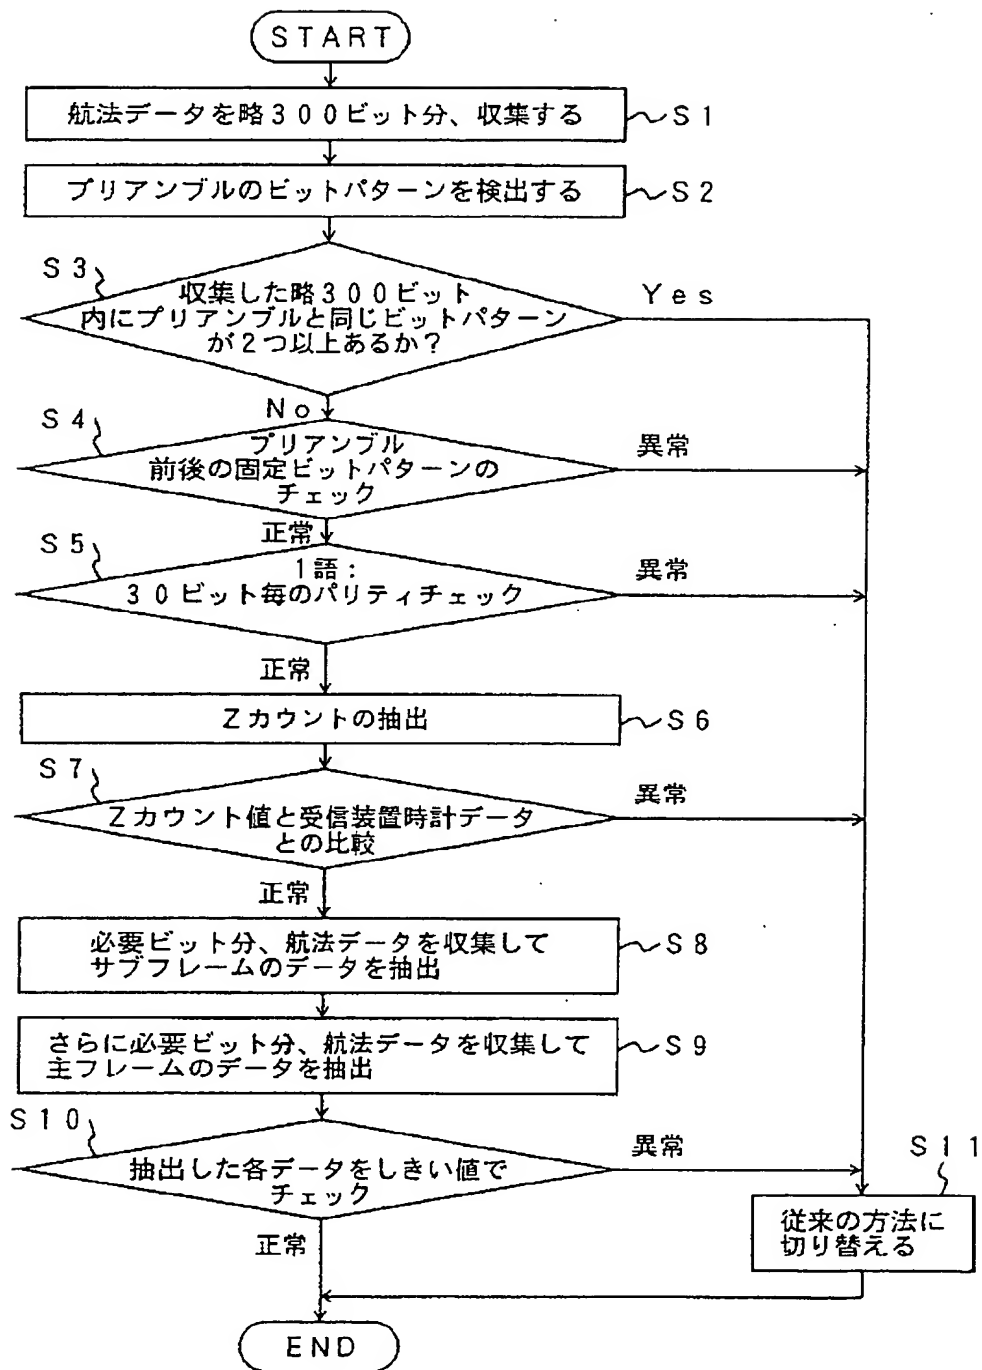 START
航法データを略300ビット分、収集する
S1
プリアンブルのビットパターンを検出する
S2
S3
収集した略300ビット
内にプリアンブルと同じビットパターン
が2つ以上あるか？
Yes
No
S4
プリアンブル
前後の固定ビットパターンの
チェック
異常
正常
S5
1語：
30ビット毎のパリティチェック
異常
正常
Zカウントの抽出
S6
S7
Zカウント値と受信装置時計データ
との比較
異常
正常
必要ビット分、航法データを収集して
サブフレームのデータを抽出
S8
さらに必要ビット分、航法データを収集して
主フレームのデータを抽出
S9
S10
抽出した各データをしきい値で
チェック
異常
正常
S11
従来の方法に
切り替える
END